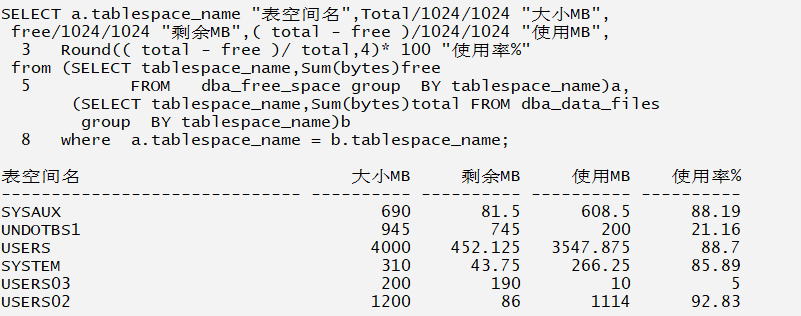 SELECT a.tablespace_name "表空间名",Total/1024/1024 "大小MB",
free/1024/1024 "剩余MB",( total - free )/1024/1024 "使用MB",
3 Round(( total - free )/ total,4)* 100 "使用率%"
from (SELECT tablespace_name,Sum(bytes)free
5 FROM dba_free_space group BY tablespace_name)a,
(SELECT tablespace_name,Sum(bytes)total FROM dba_data_files
group BY tablespace_name)b
8 where a.tablespace_name = b.tablespace_name;
表空间名 大小MB 剩余MB 使用MB 使用率%
------------------------------ ---------- ---------- ---------- ----------
SYSAUX 690 81.5 608.5 88.19
UNDOTBS1 945 745 200 21.16
USERS 4000 452.125 3547.875 88.7
SYSTEM 310 43.75 266.25 85.89
USERS03 200 190 10 5
USERS02 1200 86 1114 92.83